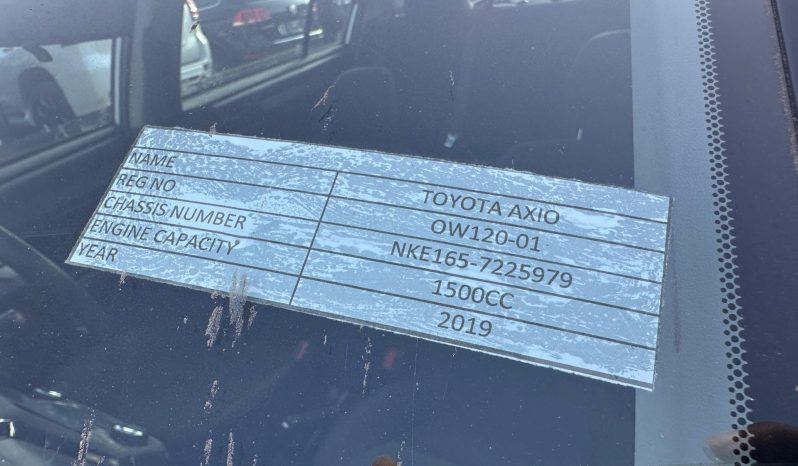 NAME TOYOTA AXIO
REG NO OW120-01
CHASSIS NUMBER NKE165-7225979
ENGINE CAPACITY 1500CC
YEAR 2019